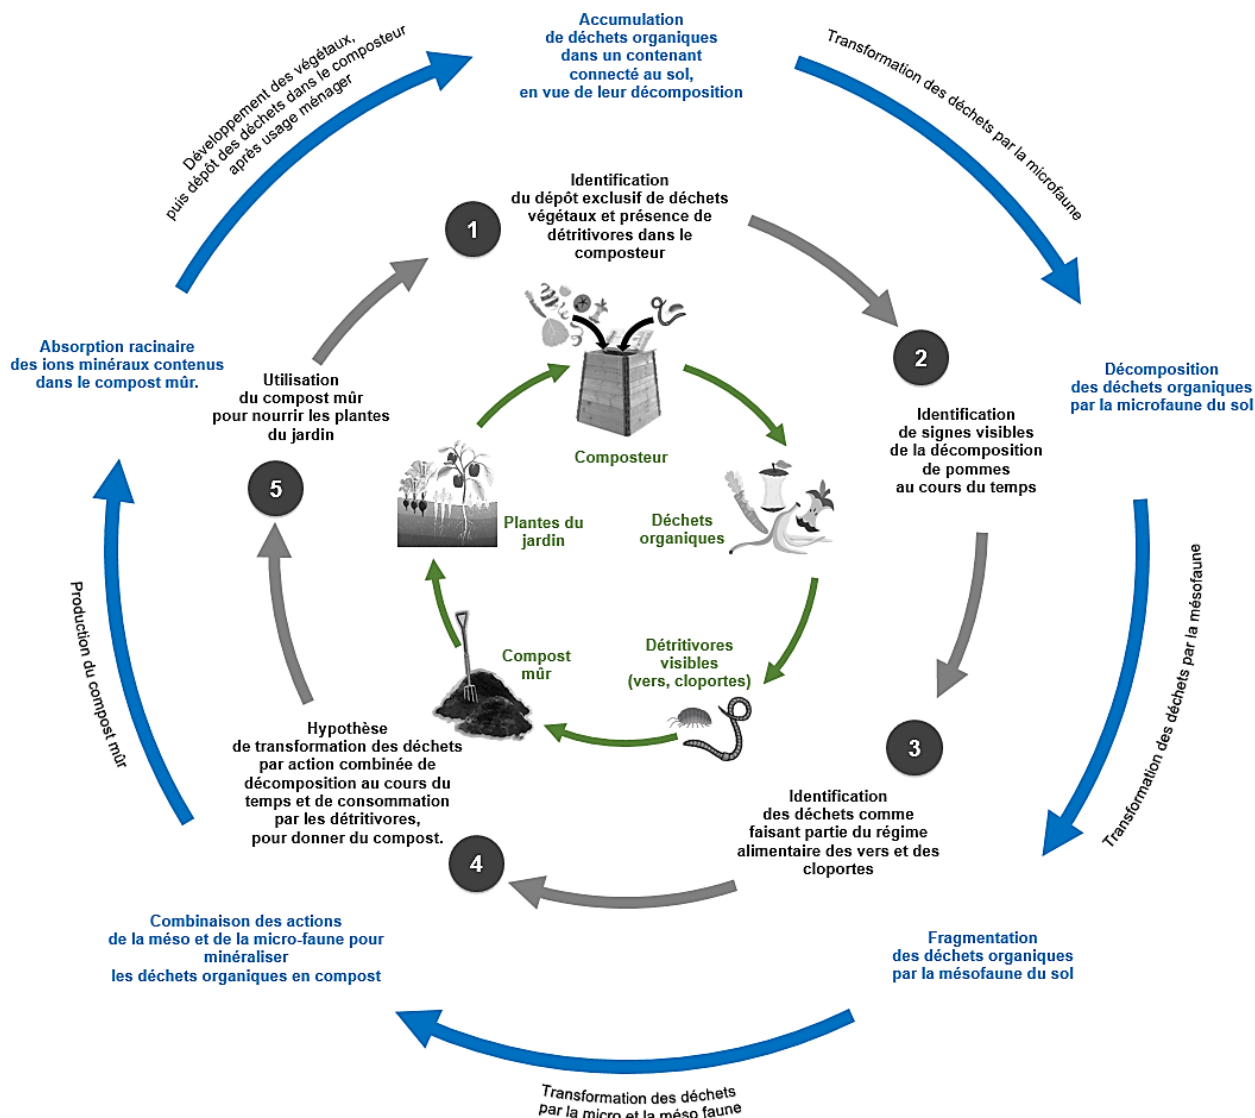 Accumulation
de déchets organiques
dans un contenant
connecté au sol,
en vue de leur décomposition
Transformation des déchets par la microfaune
Décomposition
des déchets organiques
par la microfaune du sol
Transformation des déchets par la mésofaune
Fragmentation
des déchets organiques
par la mésofaune du sol
Transformation des déchets
par la micro et la méso faune
Combinaison des actions
de la méso et de la micro-faune pour
minéraliser
les déchets organiques en compost
Production du compost mûr
Absorption racinaire
des ions minéraux contenus
dans le compost mûr.
Développement des végétaux,
puis dépôt des déchets dans le composteur
après usage ménager
1
Identification
du dépôt exclusif de déchets
végétaux et présence de
détritivores dans le
composteur
2
Identification
de signes visibles
de la décomposition
de pommes
au cours du temps
3
Identification
des déchets comme
faisant partie du régime
alimentaire des vers et des
cloportes
4
Hypothèse
de transformation des déchets
par action combinée de
décomposition au cours du
temps et de consommation
par les détritivores,
pour donner du compost.
5
Utilisation
du compost mûr
pour nourrir les plantes
du jardin
Composteur
Déchets
organiques
Détritivores
visibles
(vers, cloportes)
Compost
mûr
Plantes du
jardin